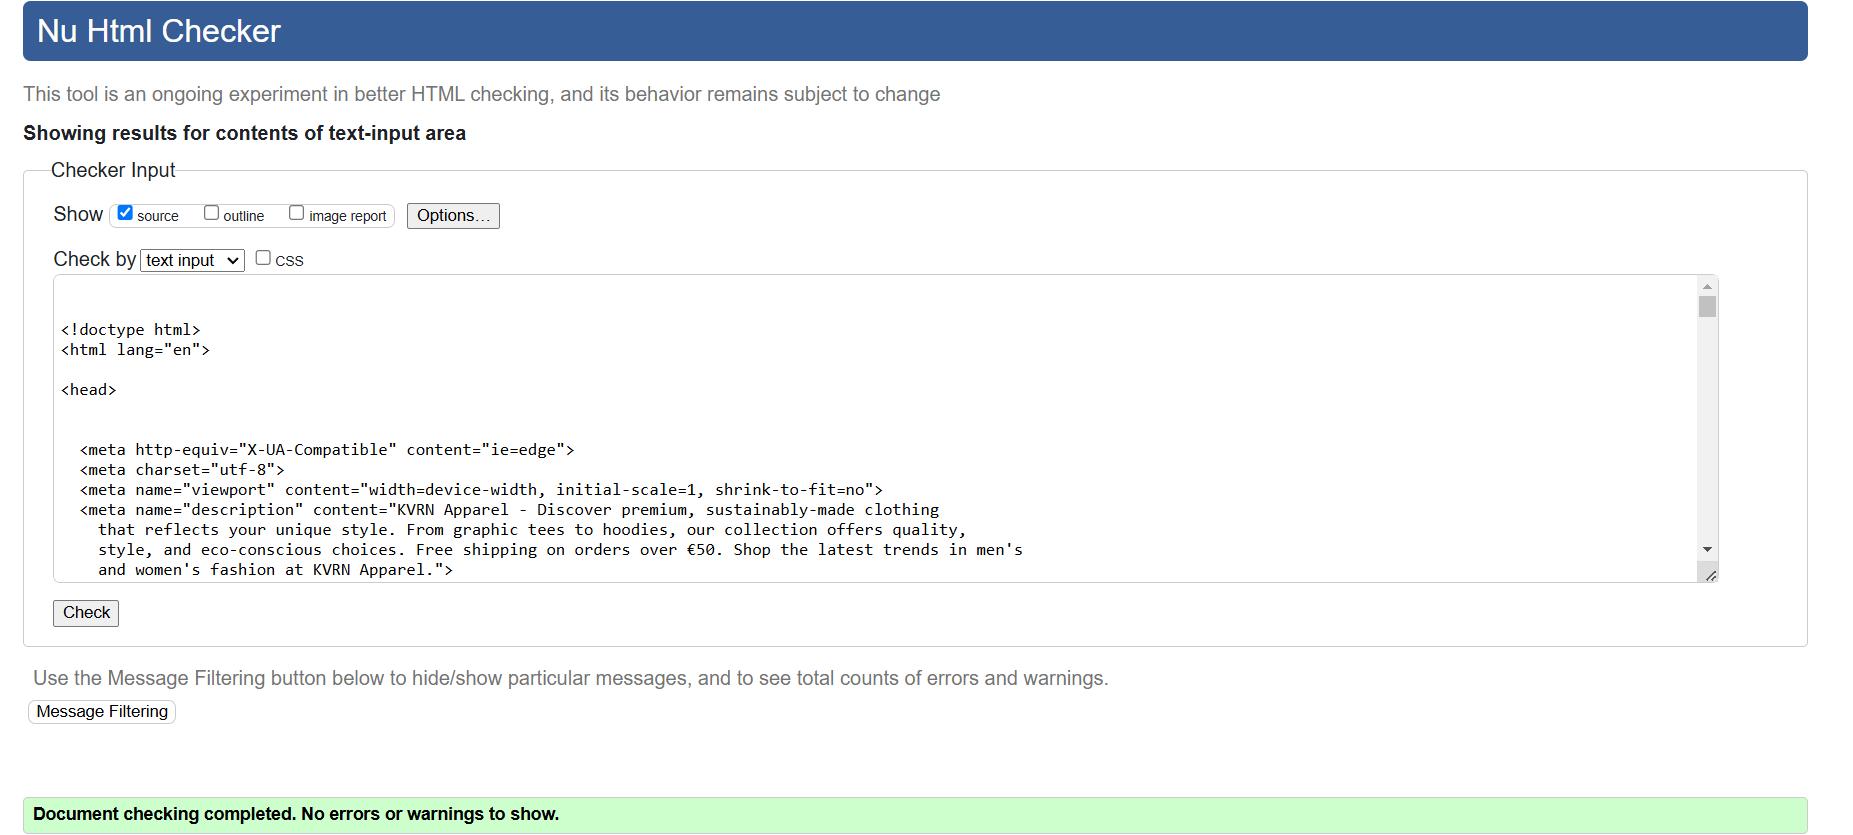 Nu Html Checker
This tool is an ongoing experiment in better HTML checking, and its behavior remains subject to change
Showing results for contents of text-input area
Checker Input
Show source outline image report Options...
Check by text input CSS
<!doctype html>
<html lang="en">
<head>
<meta http-equiv="X-UA-Compatible" content="ie=edge">
<meta charset="utf-8">
<meta name="viewport" content="width=device-width, initial-scale=1, shrink-to-fit=no">
<meta name="description" content="KVRN Apparel - Discover premium, sustainably-made clothing
that reflects your unique style. From graphic tees to hoodies, our collection offers quality,
style, and eco-conscious choices. Free shipping on orders over €50. Shop the latest trends in men's
and women's fashion at KVRN Apparel.">
Check
Use the Message Filtering button below to hide/show particular messages, and to see total counts of errors and warnings.
Message Filtering
Document checking completed. No errors or warnings to show.